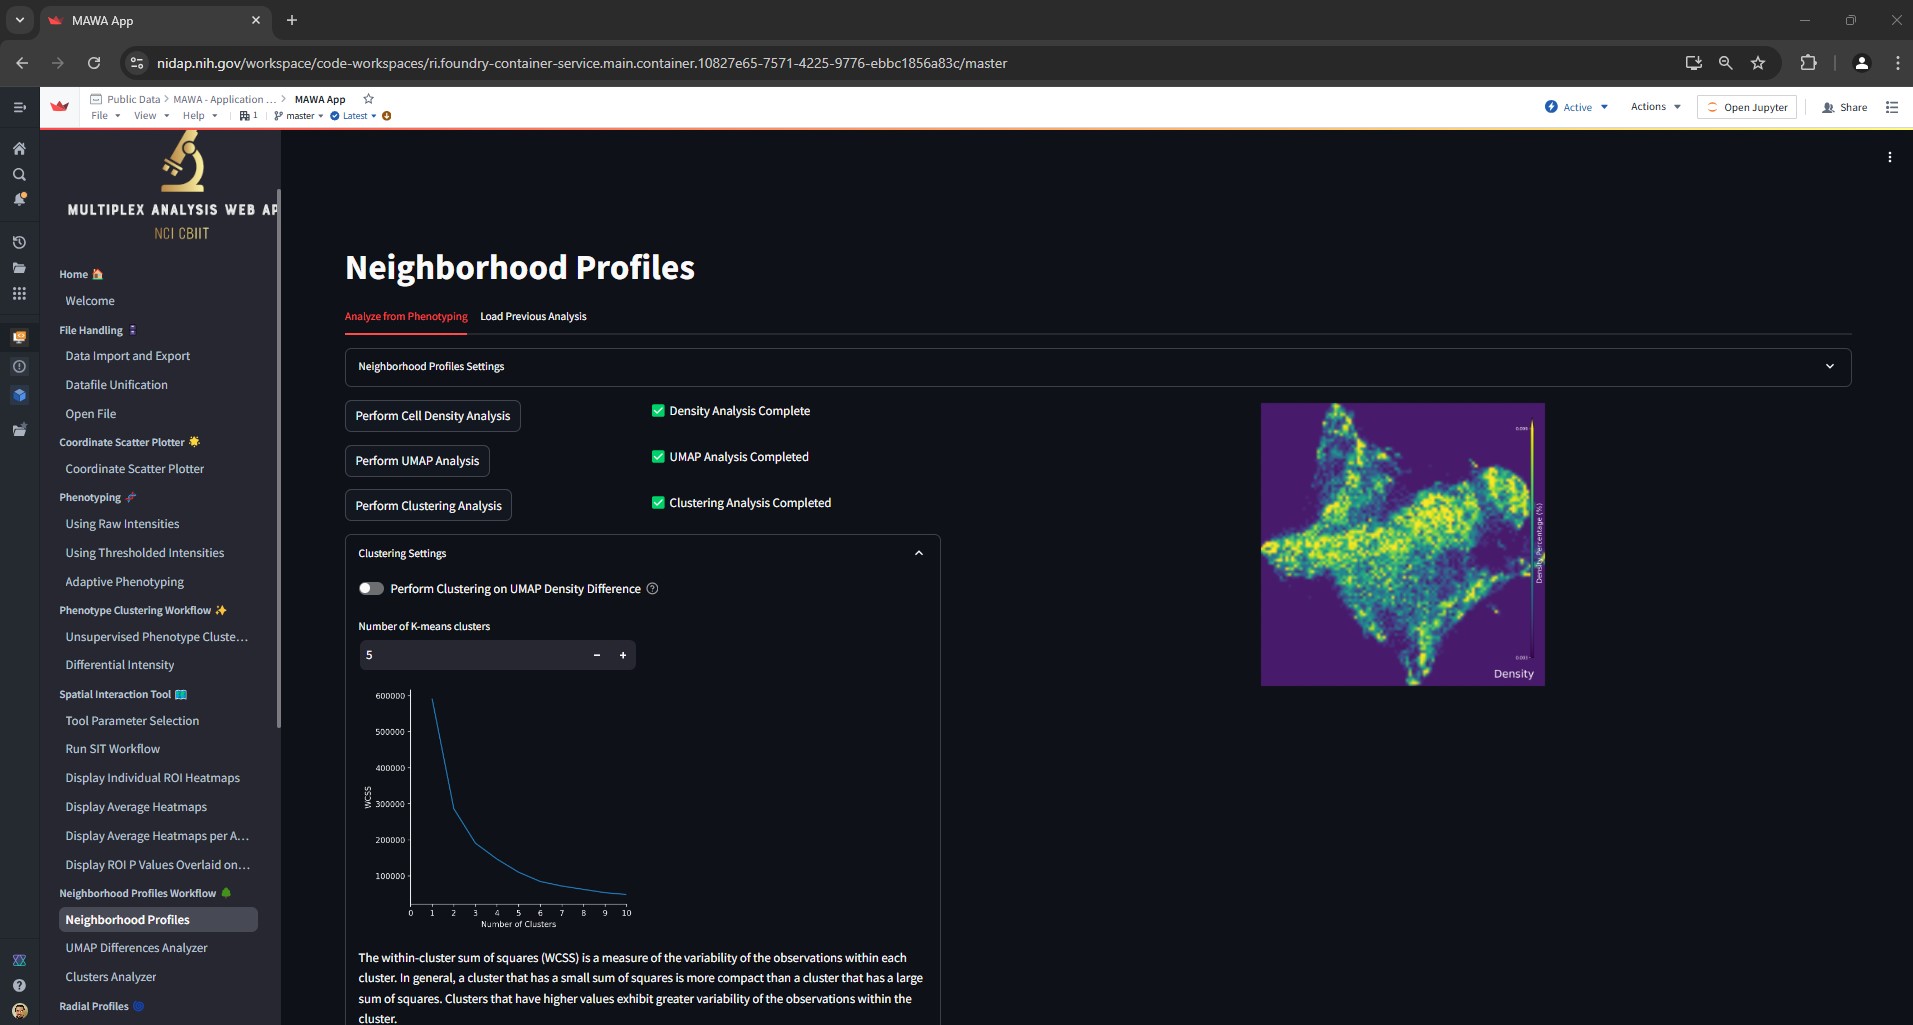 MAWA App
nidap.nih.gov/workspace/code-workspaces/ri.foundry-container-service.main.container.10827e65-7571-4225-9776-ebbc1856a83c/master
Public Data > MAWA - Application ... > MAWA App
File View Help 1 master Latest
Active Actions Open Jupyter Share
MULTIPLEX ANALYSIS WEB AP
NCI CBIIT
Home
Welcome
File Handling
Data Import and Export
Datafile Unification
Open File
Coordinate Scatter Plotter
Coordinate Scatter Plotter
Phenotyping
Using Raw Intensities
Using Thresholded Intensities
Adaptive Phenotyping
Phenotype Clustering Workflow
Unsupervised Phenotype Cluste...
Differential Intensity
Spatial Interaction Tool
Tool Parameter Selection
Run SIT Workflow
Display Individual ROI Heatmaps
Display Average Heatmaps
Display Average Heatmaps per A...
Display ROI P Values Overlaid on...
Neighborhood Profiles Workflow
Neighborhood Profiles
UMAP Differences Analyzer
Clusters Analyzer
Radial Profiles
Neighborhood Profiles
Analyze from Phenotyping Load Previous Analysis
Neighborhood Profiles Settings
Perform Cell Density Analysis
Density Analysis Complete
Perform UMAP Analysis
UMAP Analysis Completed
Perform Clustering Analysis
Clustering Analysis Completed
Clustering Settings
Perform Clustering on UMAP Density Difference
Number of K-means clusters
5 - +
600000
500000
400000
300000
200000
100000
WCSS
0 1 2 3 4 5 6 7 8 9 10
Number of Clusters
The within-cluster sum of squares (WCSS) is a measure of the variability of the observations within each
cluster. In general, a cluster that has a small sum of squares is more compact than a cluster that has a large
sum of squares. Clusters that have higher values exhibit greater variability of the observations within the
cluster.
Density Percentage (%)
Density